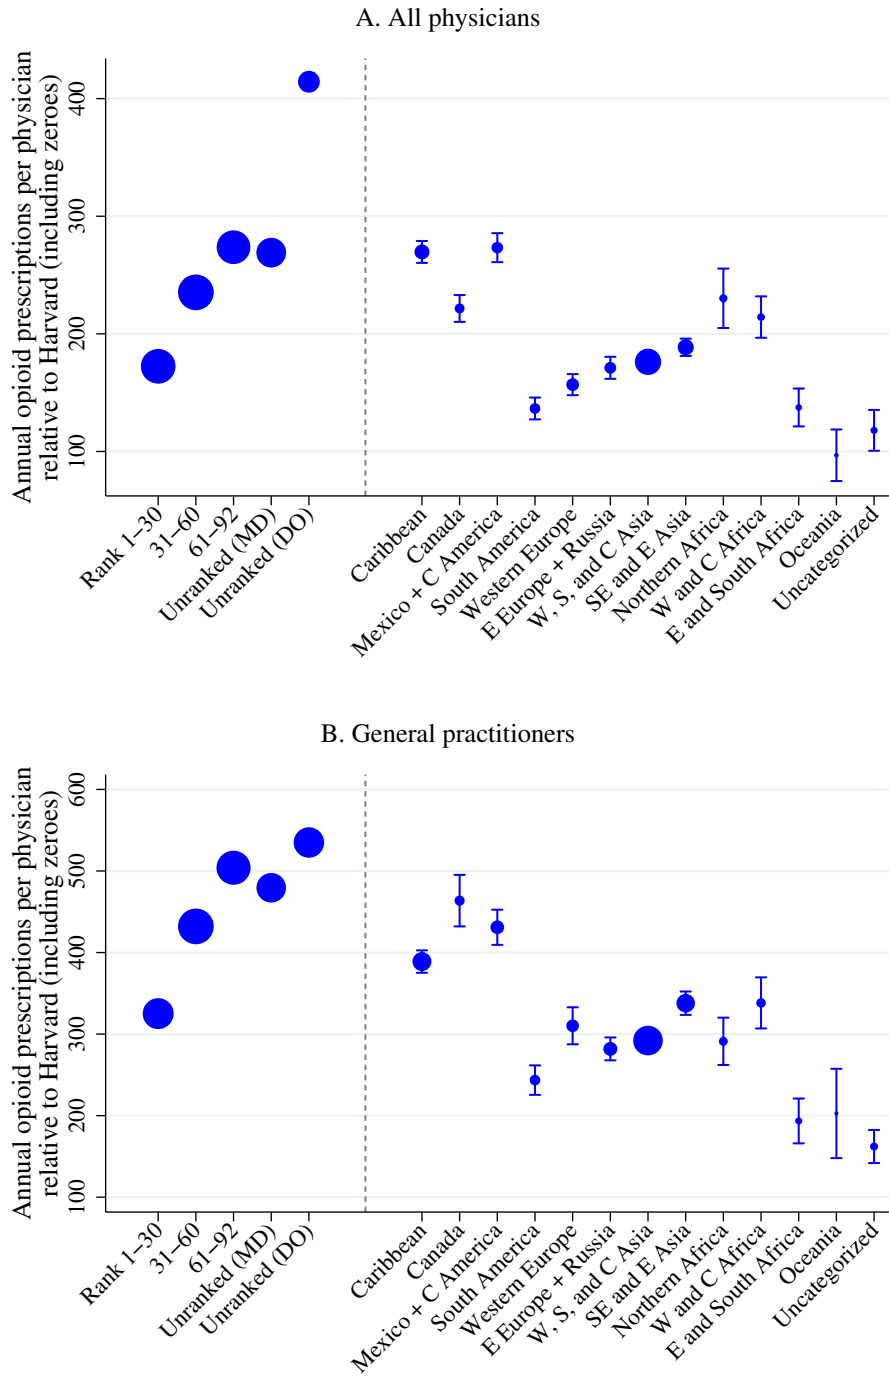 A. All physicians
Annual opioid prescriptions per physician
relative to Harvard (including zeroes)
400
300
200
100
Rank 1–30
31–60
61–92
Unranked (MD)
Unranked (DO)
Caribbean
Canada
Mexico + C America
South America
Western Europe
E Europe + Russia
W, S, and C Asia
SE and E Asia
Northern Africa
W and C Africa
E and South Africa
Oceania
Uncategorized
B. General practitioners
Annual opioid prescriptions per physician
relative to Harvard (including zeroes)
600
500
400
300
200
100
Rank 1–30
31–60
61–92
Unranked (MD)
Unranked (DO)
Caribbean
Canada
Mexico + C America
South America
Western Europe
E Europe + Russia
W, S, and C Asia
SE and E Asia
Northern Africa
W and C Africa
E and South Africa
Oceania
Uncategorized